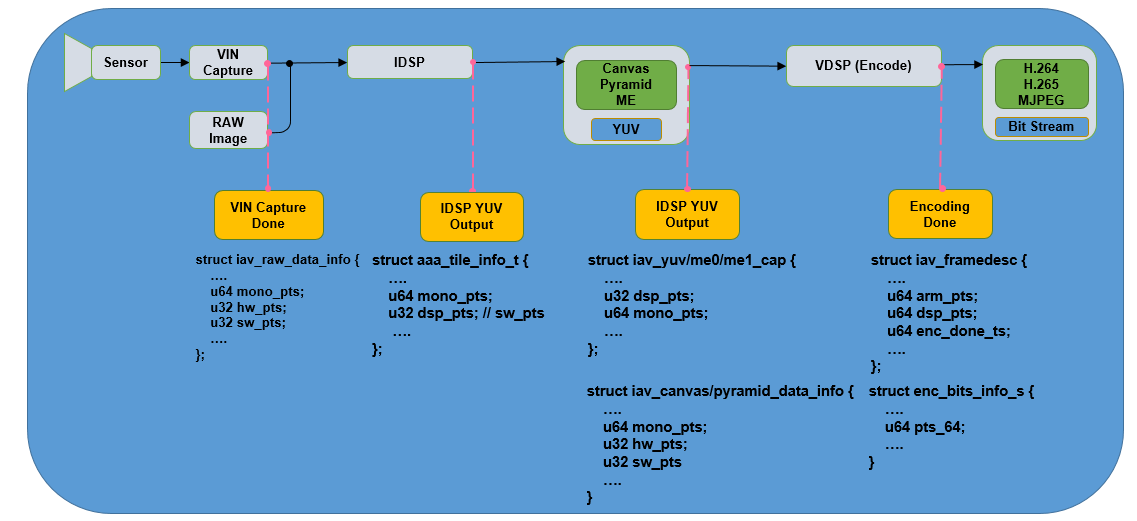 Sensor
VIN
Capture
RAW
Image
IDSP
Canvas
Pyramid
ME
YUV
VDSP (Encode)
H.264
H.265
MJPEG
Bit Stream
VIN Capture
Done
IDSP YUV
Output
IDSP YUV
Output
Encoding
Done
struct iav_raw_data_info {
....
u64 mono_pts;
u32 hw_pts;
u32 sw_pts;
....
};
struct aaa_tile_info_t {
....
u64 mono_pts;
u32 dsp_pts; // sw_pts
....
};
struct iav_yuv/me0/me1_cap {
....
u32 dsp_pts;
u64 mono_pts;
....
};
struct iav_canvas/pyramid_data_info {
....
u64 mono_pts;
u32 hw_pts;
u32 sw_pts
....
}
struct iav_framedesc {
....
u64 arm_pts;
u64 dsp_pts;
u64 enc_done_ts;
....
};
struct enc_bits_info_s {
....
u64 pts_64;
....
}